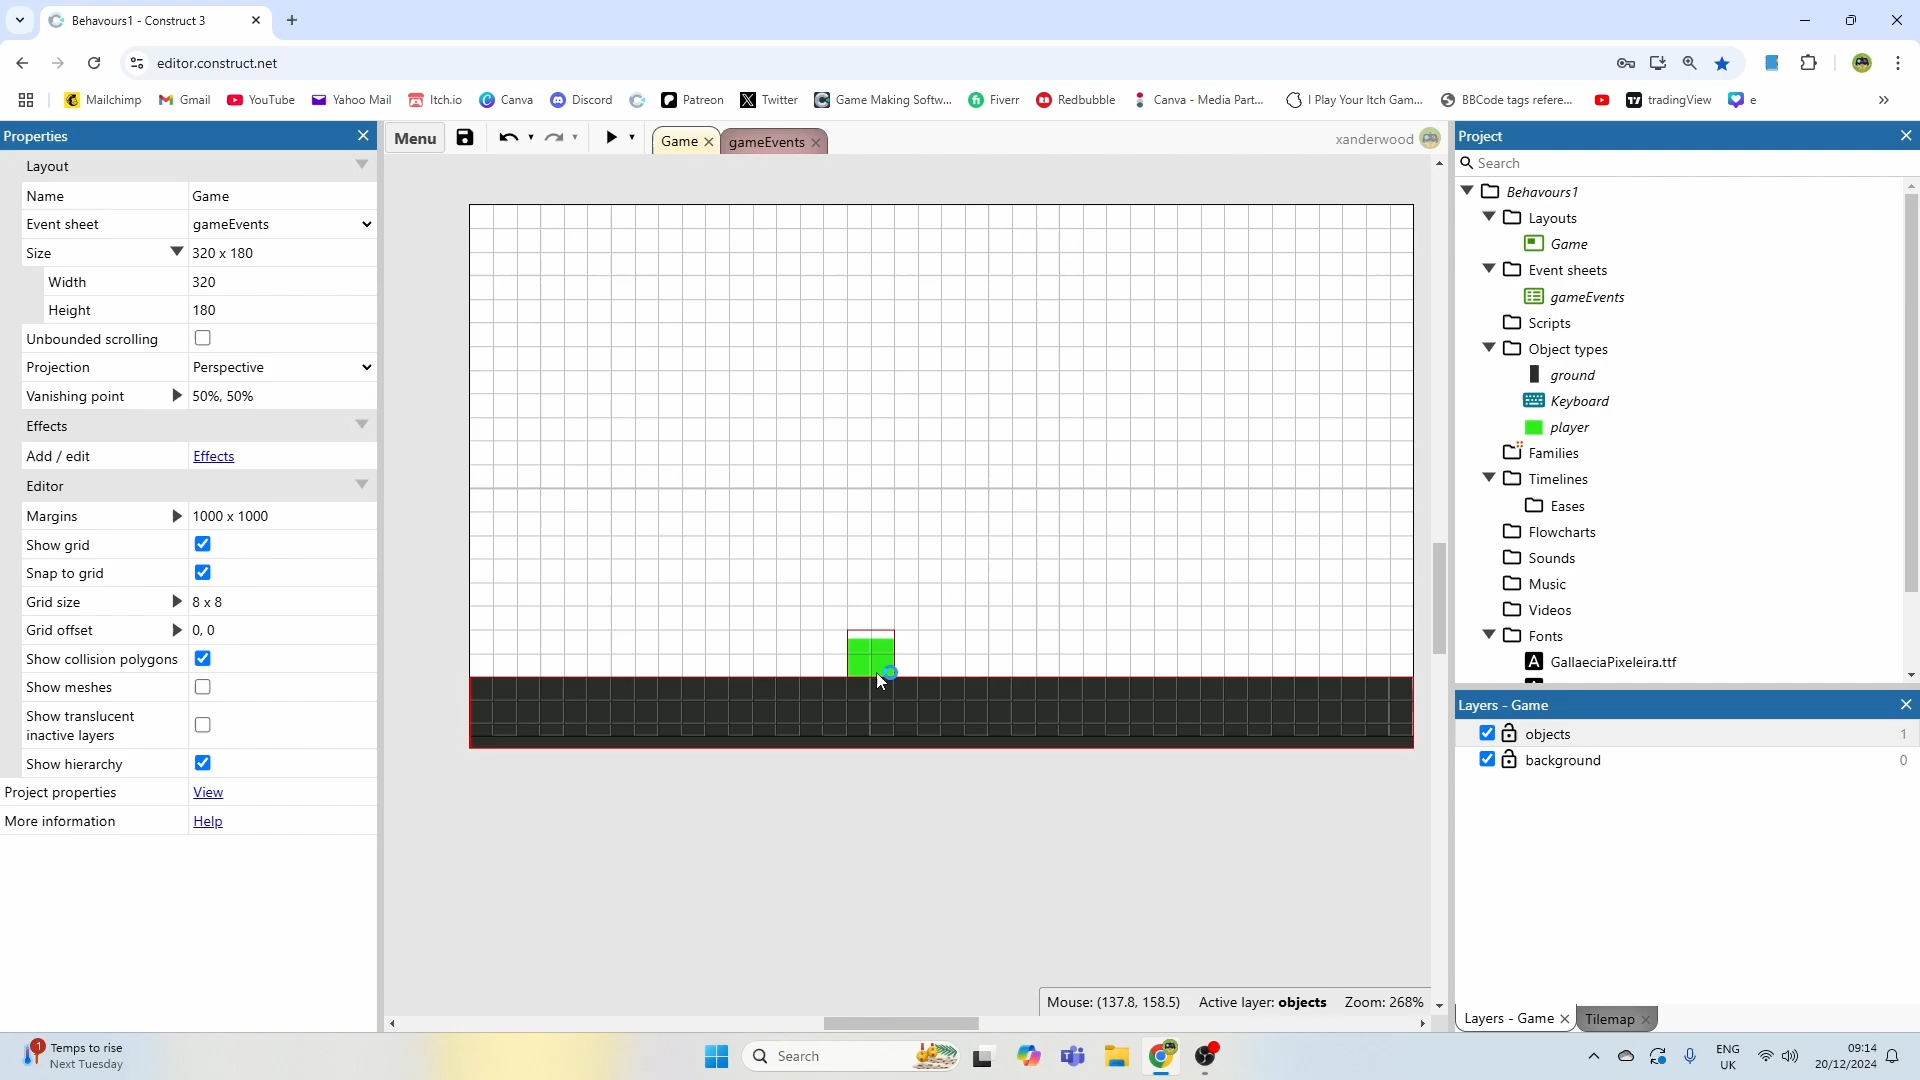 Behavours1 - Construct 3
editor.construct.net
Mailchimp
Gmail
YouTube
Yahoo Mail
Itch.io
Canva
Discord
Patreon
Twitter
Game Making Softw...
Fiverr
Redbubble
Canva - Media Part...
I Play Your Itch Gam...
BBCode tags refere...
tradingView
e
Properties
Menu
Game
gameEvents
xanderwood
Project
Search
Layout
Name
Game
Event sheet
gameEvents
Size
320 x 180
Width
320
Height
180
Unbounded scrolling
Projection
Perspective
Vanishing point
50%, 50%
Effects
Add / edit
Effects
Editor
Margins
1000 x 1000
Show grid
Snap to grid
Grid size
8 x 8
Grid offset
0, 0
Show collision polygons
Show meshes
Show translucent
inactive layers
Show hierarchy
Project properties
View
More information
Help
Mouse: (137.8, 158.5)
Active layer: objects
Zoom: 268%
Behavours1
Layouts
Game
Event sheets
gameEvents
Scripts
Object types
ground
Keyboard
player
Families
Timelines
Eases
Flowcharts
Sounds
Music
Videos
Fonts
GallaeciaPixeleira.ttf
Layers - Game
objects
1
background
0
Layers - Game
Tilemap
1
Temps to rise
Next Tuesday
Search
ENG
UK
09:14
20/12/2024